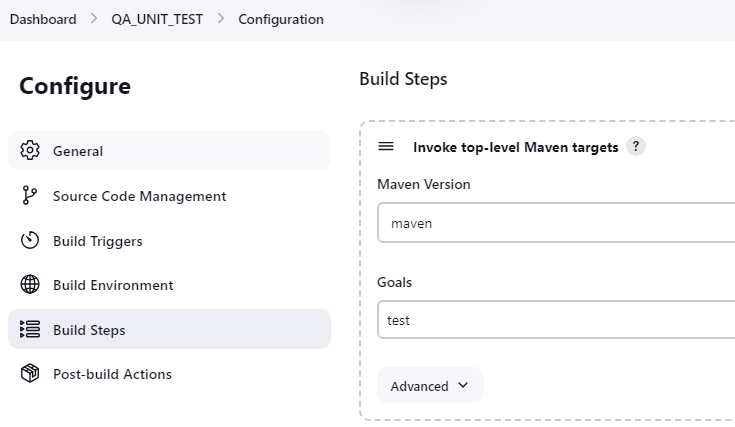 Dashboard > QA_UNIT_TEST > Configuration
Configure
General
Source Code Management
Build Triggers
Build Environment
Build Steps
Post-build Actions
Build Steps
Invoke top-level Maven targets ?
Maven Version
maven
Goals
test
Advanced